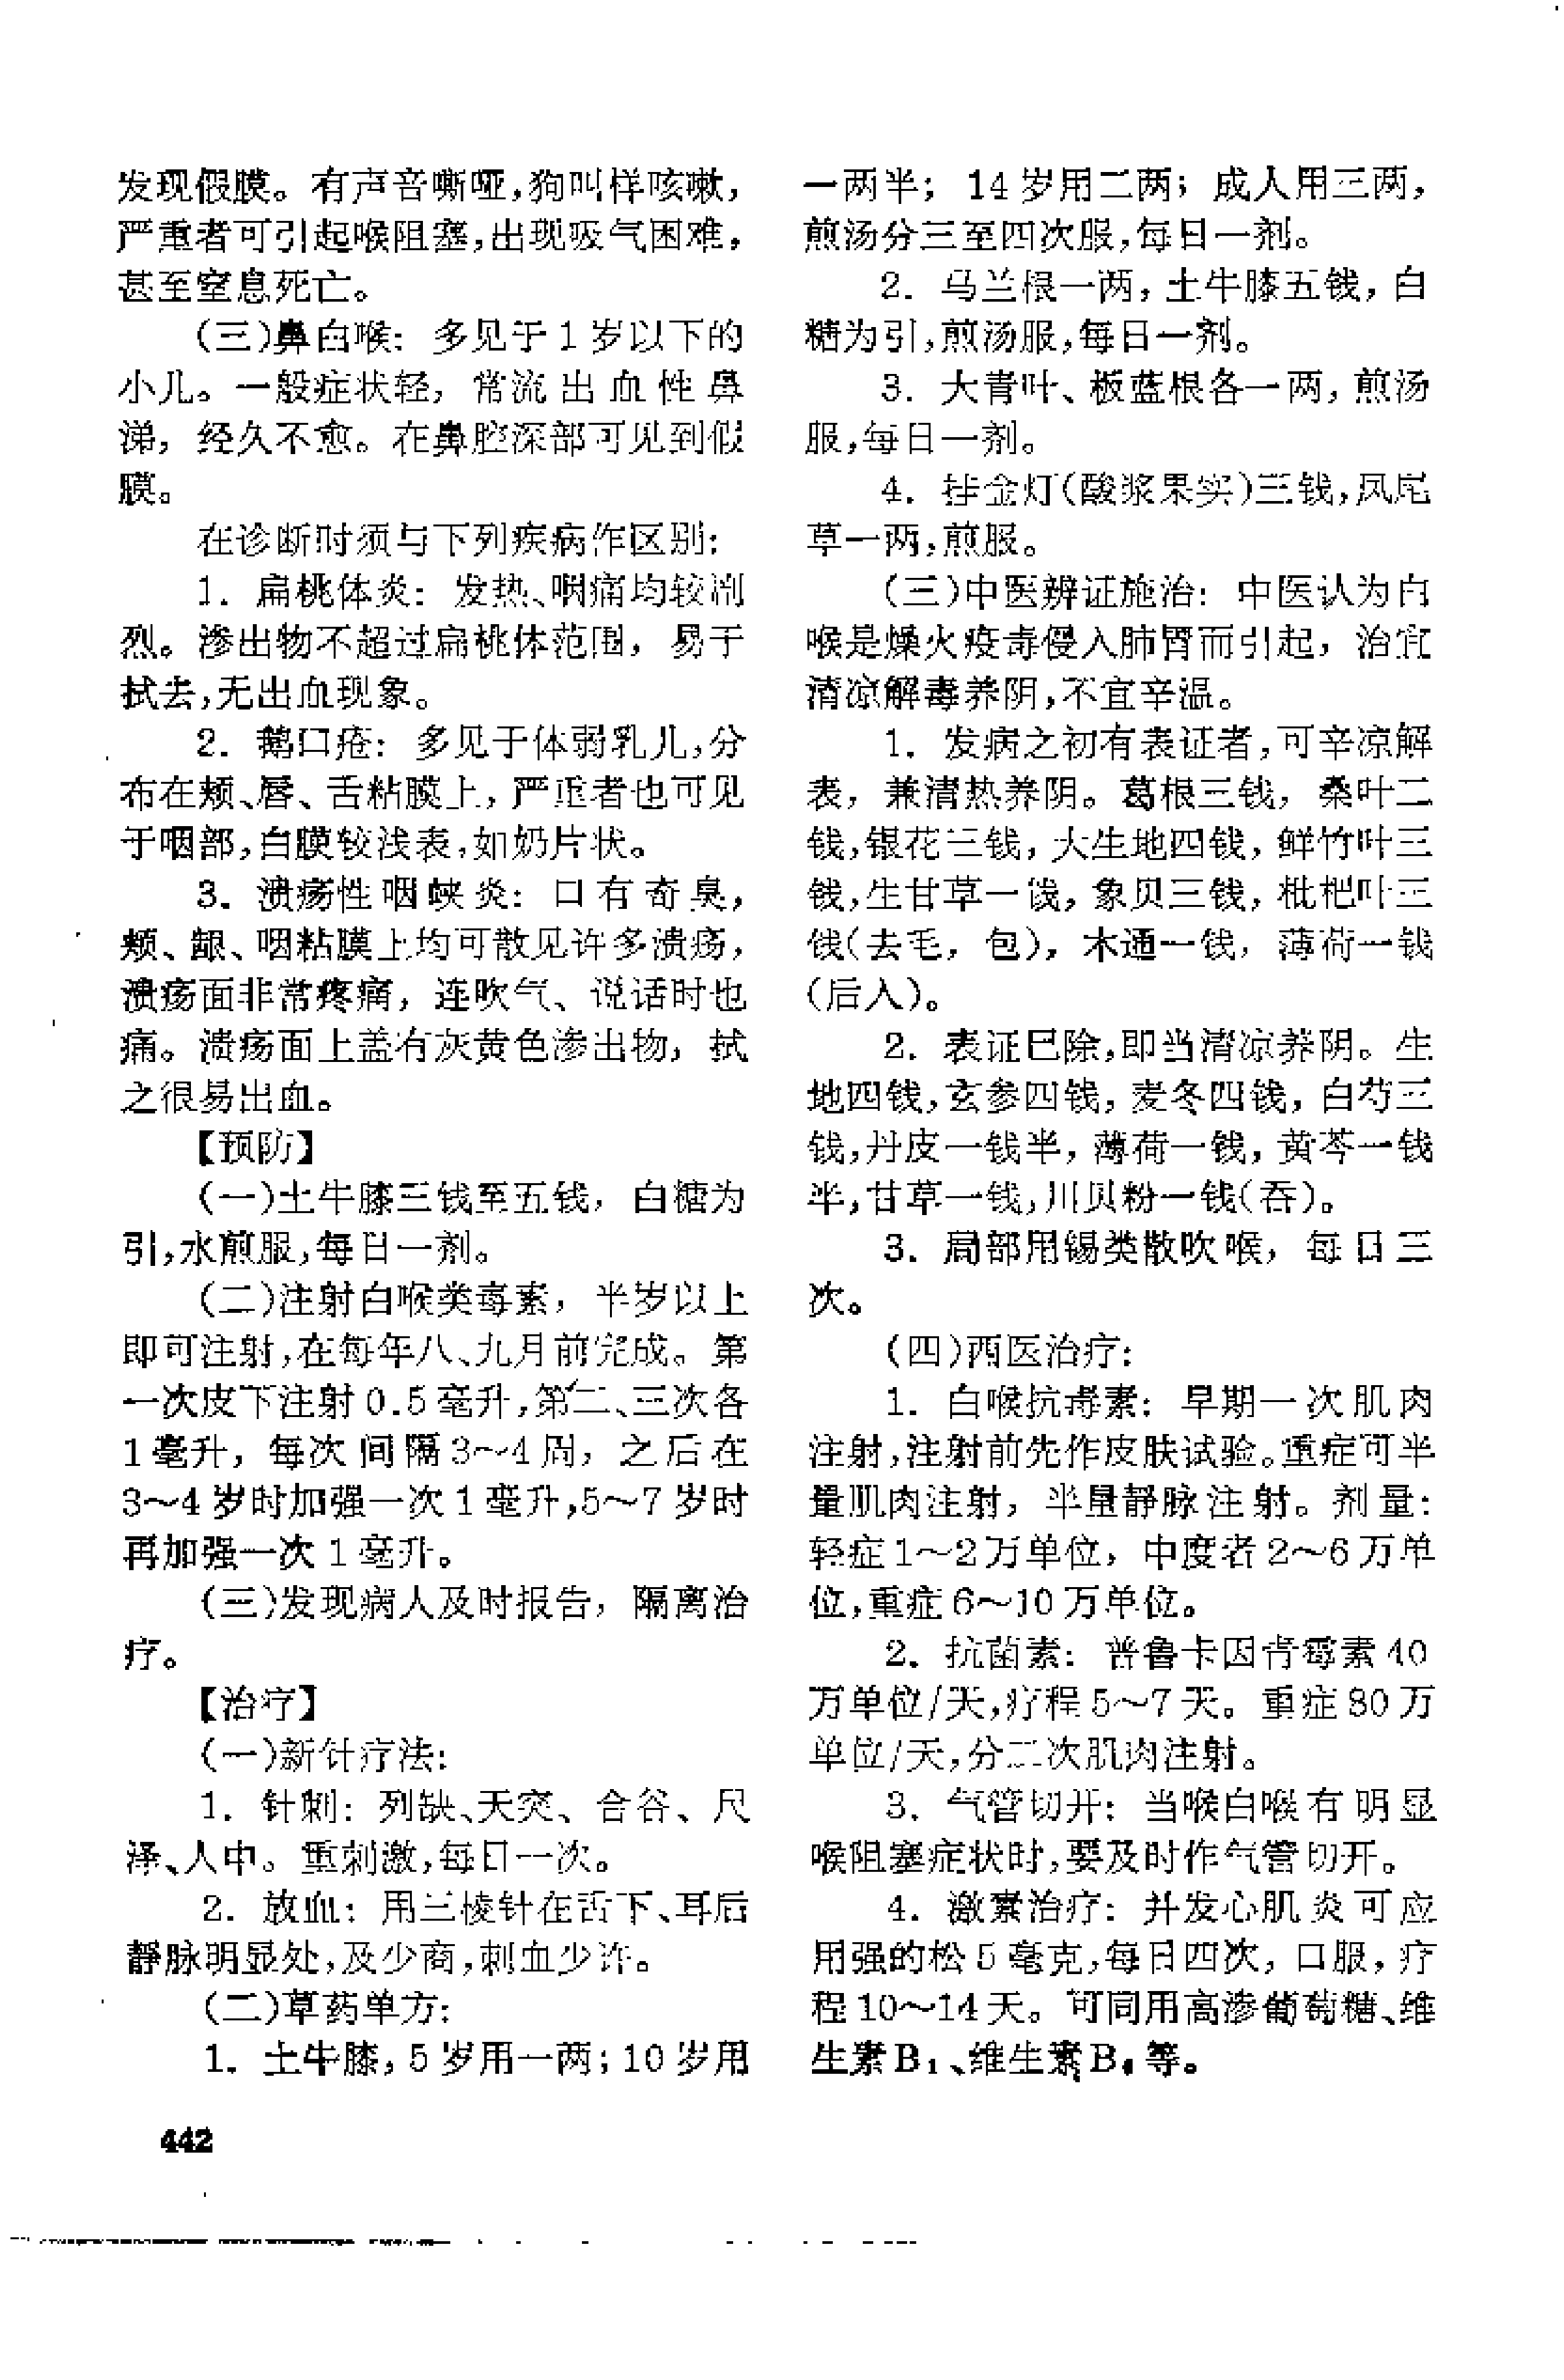 发现假膜。有声音嘶哑,狗叫样咳嗽,
严重者可引起喉阻塞,出现吸气困难,
甚至窒息死亡。
(三)鼻白喉: 多见于1岁以下的
小儿。一般症状轻, 常流出血性鼻
涕, 经久不愈。在鼻腔深部可见到假
膜。
在诊断时须与下列疾病作区别:
1. 扁桃体炎: 发热、咽痛均较剧
烈。渗出物不超过扁桃体范围, 易于
拭去,无出血现象。
2. 鹅口疮: 多见于体弱乳儿,分
布在颊、唇、舌粘膜上, 严重者也可见
于咽部,白膜较浅表,如奶片状。
3. 溃疡性咽峡炎: 口有奇臭,
颊、龈、咽粘膜上均可散见许多溃疡,
溃疡面非常疼痛, 连吹气、说话时也
痛。溃疡面上盖有灰黄色渗出物, 拭
之很易出血。
【预防】
(一)土牛膝三钱至五钱, 白糖为
引,水煎服,每日一剂。
(二)注射白喉类毒素, 半岁以上
即可注射,在每年八、九月前完成。第
一次皮下注射0.5毫升,第二、三次各
1毫升, 每次间隔3～4周, 之后在
3～4岁时加强一次1毫升,5～7岁时
再加强一次1毫升。
(三)发现病人及时报告, 隔离治
疗。
【治疗】
(一)新针疗法:
1. 针刺: 列缺、天突、合谷、尺
泽、人中。重刺激,每日一次。
2. 放血: 用三棱针在舌下、耳后
静脉明显处,及少商,刺血少许。
(二)草药单方:
1. 土牛膝, 5岁用一两; 10岁用
一两半; 14岁用二两; 成人用三两,
煎汤分三至四次服,每日一剂。
2. 马兰根一两, 土牛膝五钱, 白
糖为引,煎汤服,每日一剂。
3. 大青叶、板蓝根各一两, 煎汤
服,每日一剂。
4. 挂金灯(酸浆果实)三钱,凤尾
草一两,煎服。
(三)中医辨证施治: 中医认为白
喉是燥火疫毒侵入肺胃而引起, 治宜
清凉解毒养阴,不宜辛温。
1. 发病之初有表证者,可辛凉解
表, 兼清热养阴。葛根三钱, 桑叶二
钱,银花三钱, 大生地四钱, 鲜竹叶三
钱,生甘草一钱, 象贝三钱, 枇杷叶三
钱(去毛, 包), 木通一钱, 薄荷一钱
(后入)。
2. 表证已除,即当清凉养阴。生
地四钱,玄参四钱, 麦冬四钱, 白芍三
钱,丹皮一钱半, 薄荷一钱, 黄芩一钱
半,甘草一钱,川贝粉一钱(吞)。
3. 局部用锡类散吹喉, 每日三
次。
(四)西医治疗:
1. 白喉抗毒素: 早期一次肌肉
注射,注射前先作皮肤试验。重症可半
量肌肉注射, 半量静脉注射。剂量:
轻症1～2万单位, 中度者2～6万单
位,重症6～10万单位。
2. 抗菌素: 普鲁卡因青霉素40
万单位/天,疗程5～7天。重症80万
单位/天,分二次肌肉注射。
3. 气管切开: 当喉白喉有明显
喉阻塞症状时,要及时作气管切开。
4. 激素治疗: 并发心肌炎可应
用强的松5毫克,每日四次, 口服, 疗
程10～14天。可同用高渗葡萄糖、维
生素B₁、维生素B 等。
442